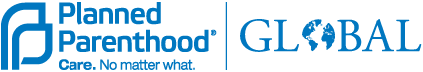 Planned
Parenthood®
Care. No matter what.
GLOBAL